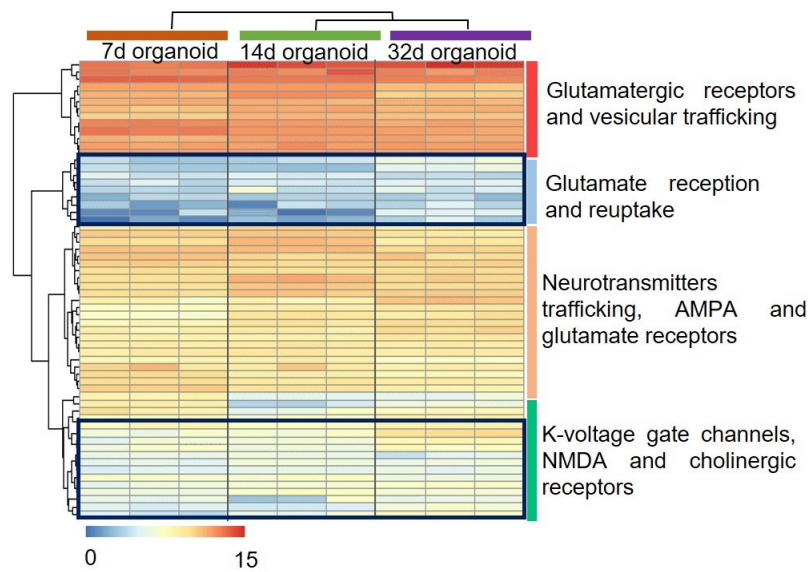 7d organoid 14d organoid 32d organoid
Glutamatergic receptors
and vesicular trafficking
Glutamate reception
and reuptake
Neurotransmitters
trafficking, AMPA and
glutamate receptors
K-voltage gate channels,
NMDA and cholinergic
receptors
0 15